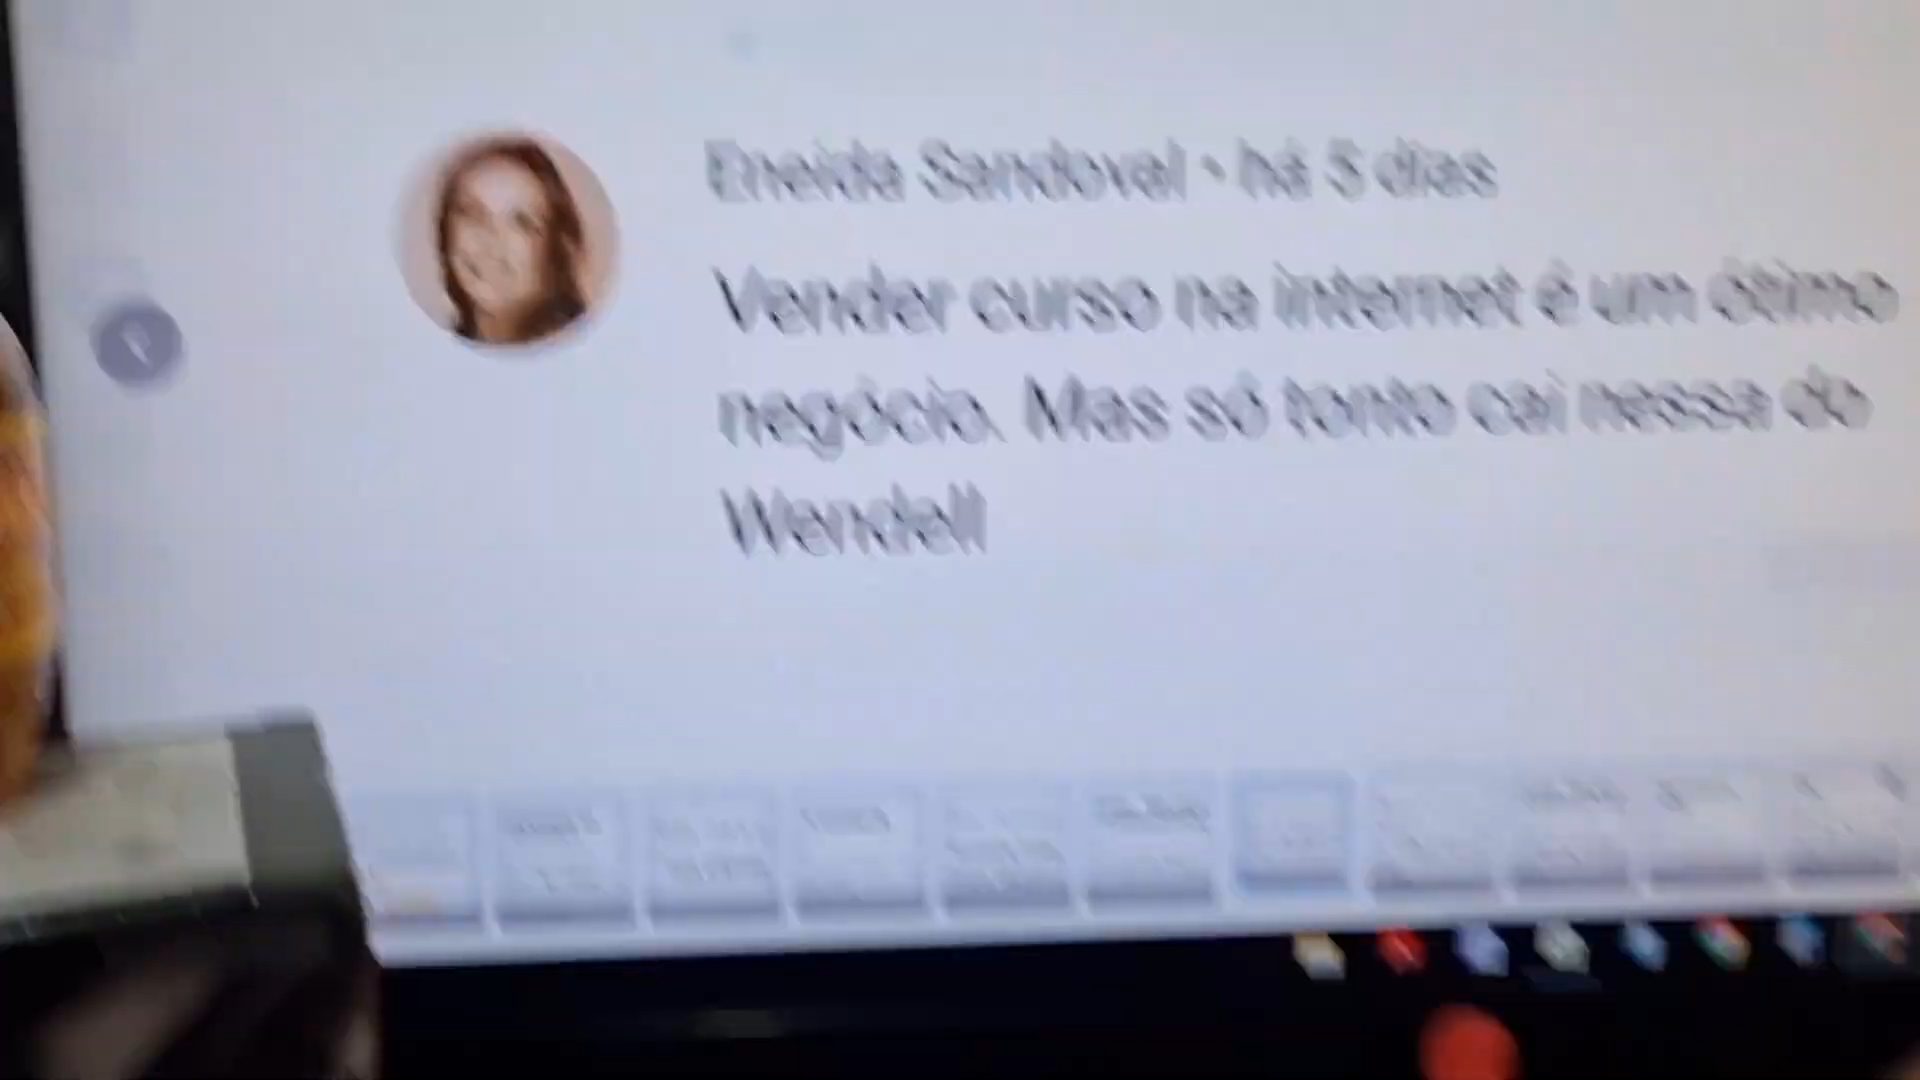 Eneida Sandoval • há 5 dias
Vender curso na internet é um ótimo
negócio. Mas só tonto cai nessa do
Wendell